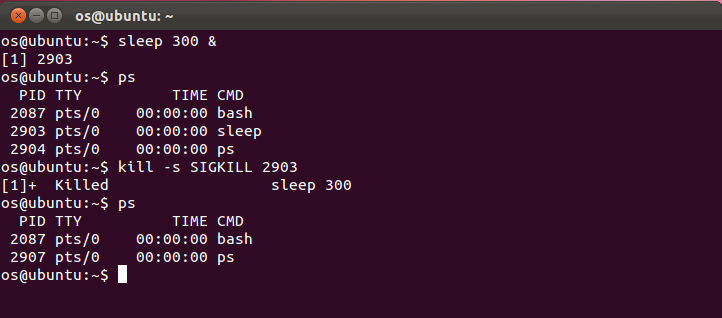 os@ubuntu: ~
os@ubuntu:~$ sleep 300 &
[1] 2903
os@ubuntu:~$ ps
  PID TTY          TIME CMD
 2087 pts/0    00:00:00 bash
 2903 pts/0    00:00:00 sleep
 2904 pts/0    00:00:00 ps
os@ubuntu:~$ kill -s SIGKILL 2903
[1]+  Killed                  sleep 300
os@ubuntu:~$ ps
  PID TTY          TIME CMD
 2087 pts/0    00:00:00 bash
 2907 pts/0    00:00:00 ps
os@ubuntu:~$